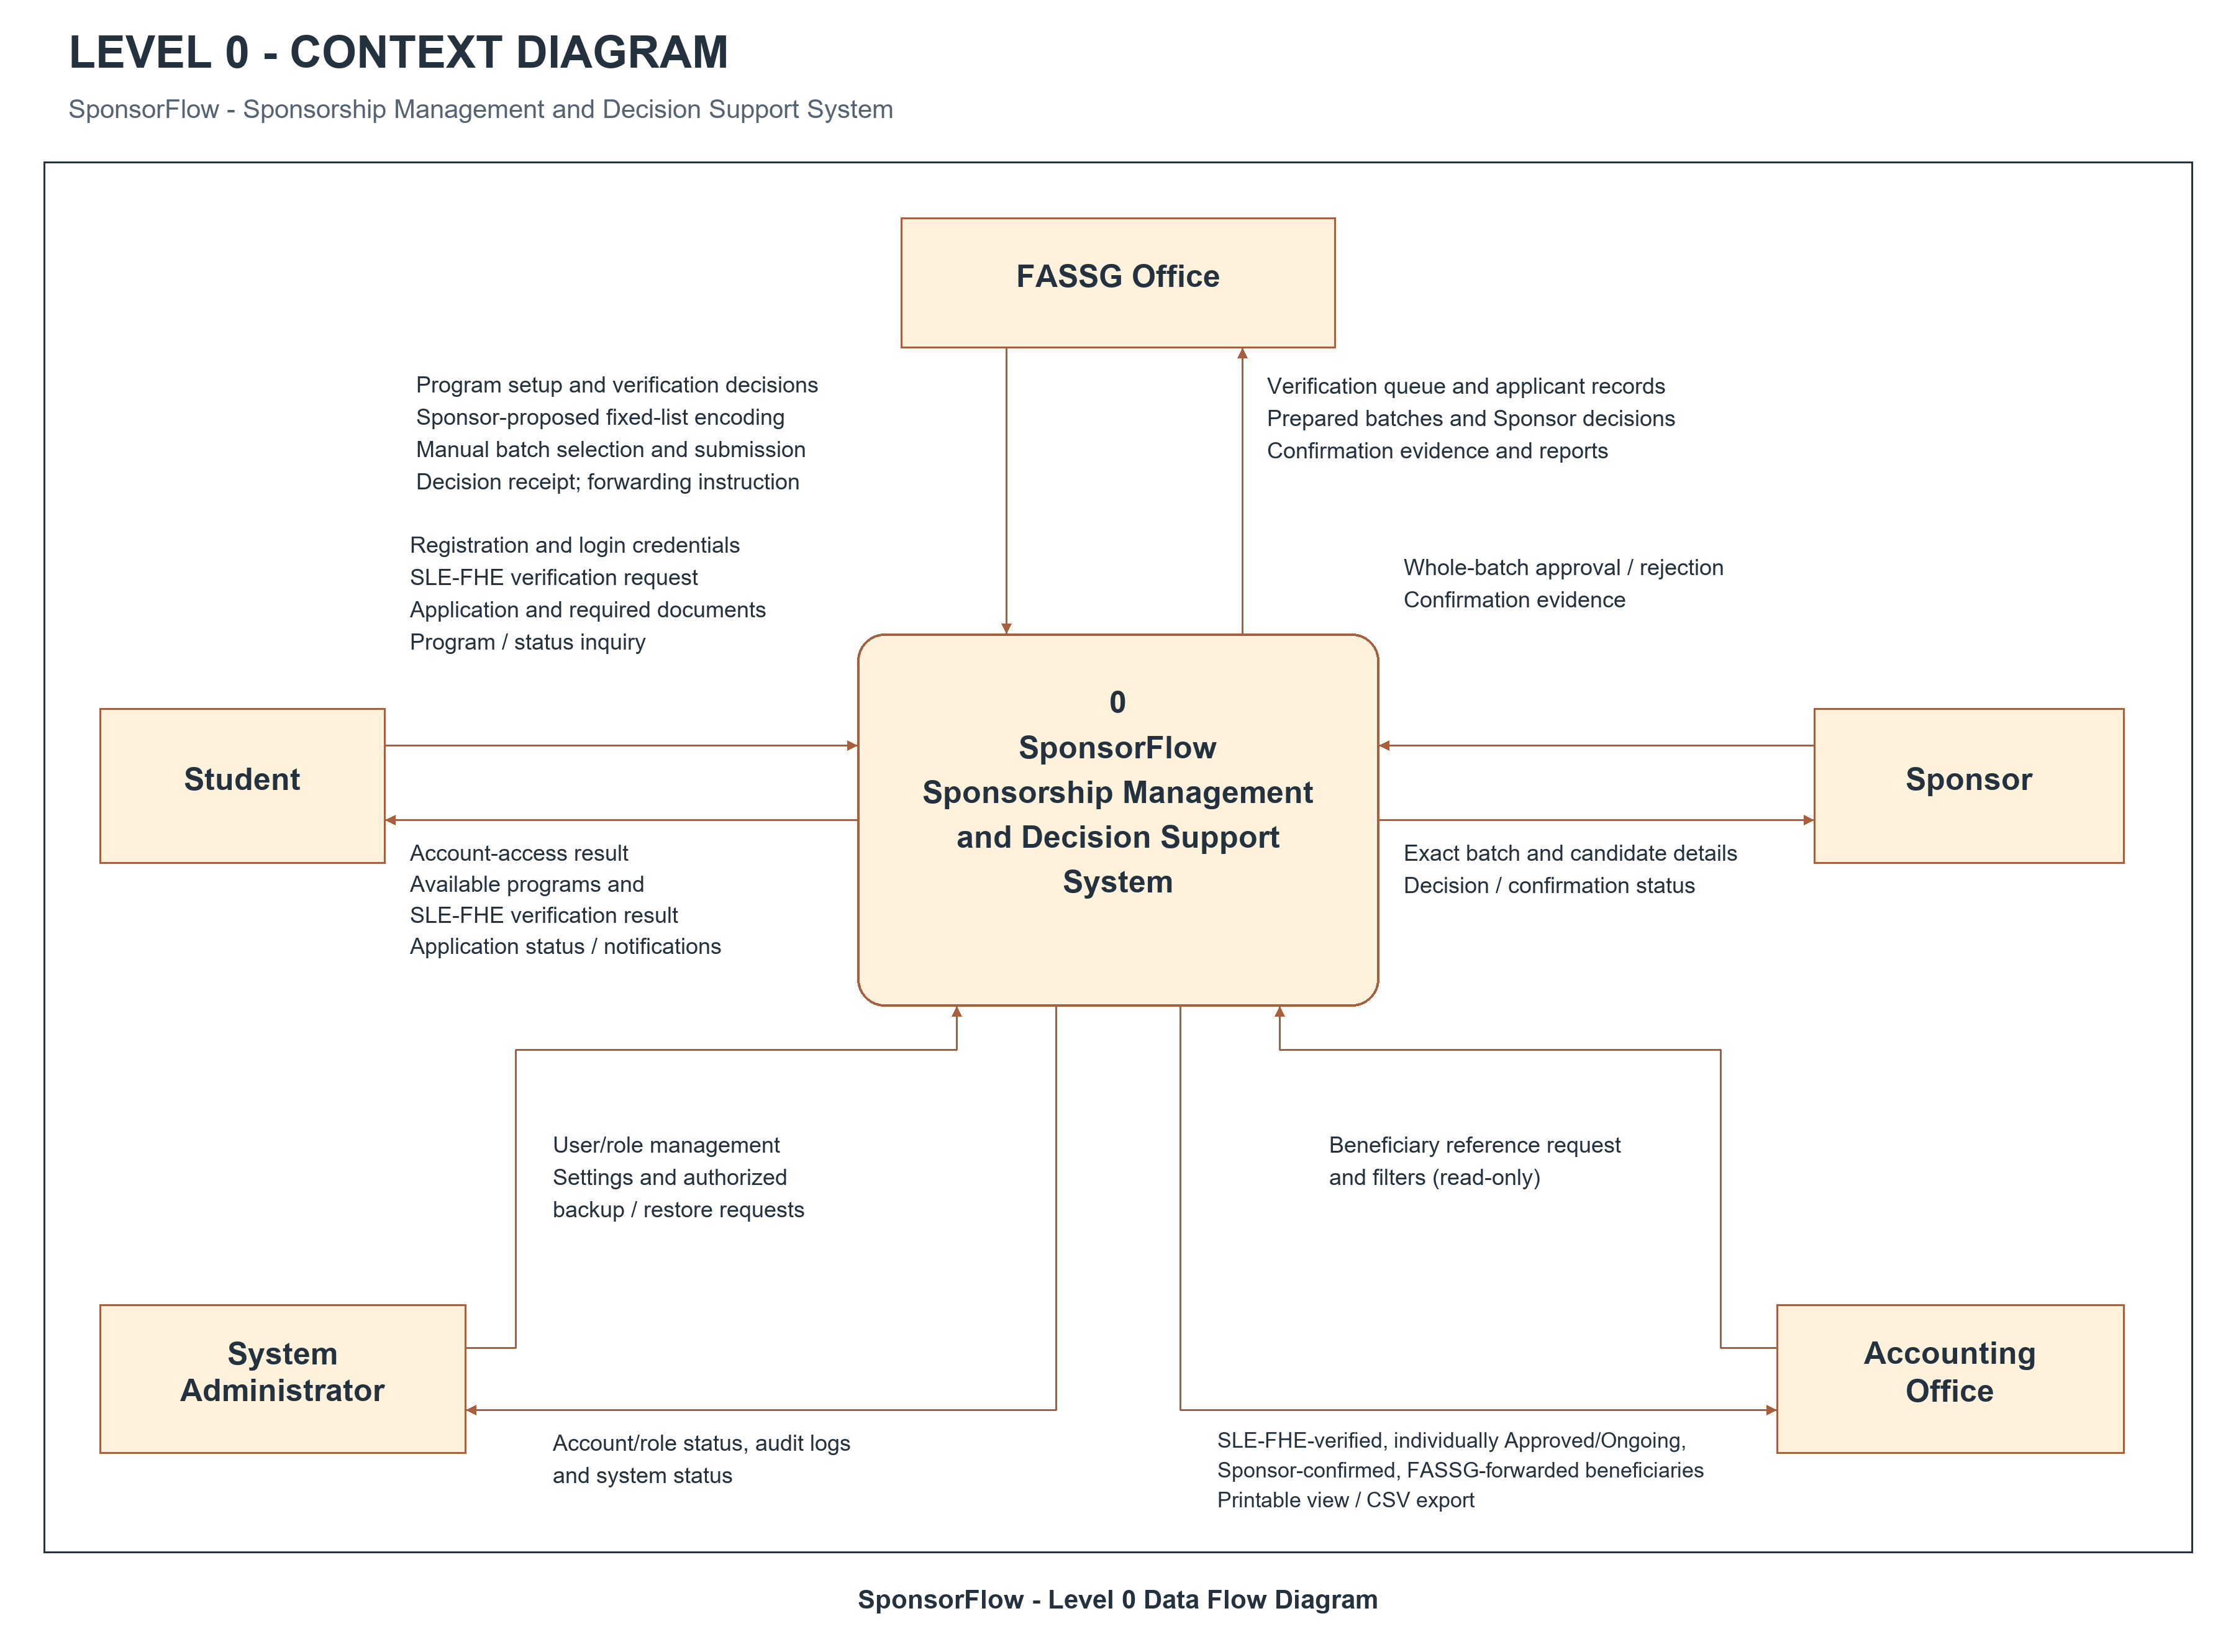 LEVEL 0 - CONTEXT DIAGRAM
SponsorFlow - Sponsorship Management and Decision Support System
FASSG Office
Program setup and verification decisions
Sponsor-proposed fixed-list encoding
Manual batch selection and submission
Decision receipt; forwarding instruction
Verification queue and applicant records
Prepared batches and Sponsor decisions
Confirmation evidence and reports
Registration and login credentials
SLE-FHE verification request
Application and required documents
Program / status inquiry
Whole-batch approval / rejection
Confirmation evidence
Student
0
SponsorFlow
Sponsorship Management
and Decision Support
System
Sponsor
Account-access result
Available programs and
SLE-FHE verification result
Application status / notifications
Exact batch and candidate details
Decision / confirmation status
User/role management
Settings and authorized
backup / restore requests
Beneficiary reference request
and filters (read-only)
System
Administrator
Accounting
Office
Account/role status, audit logs
and system status
SLE-FHE-verified, individually Approved/Ongoing,
Sponsor-confirmed, FASSG-forwarded beneficiaries
Printable view / CSV export
SponsorFlow - Level 0 Data Flow Diagram